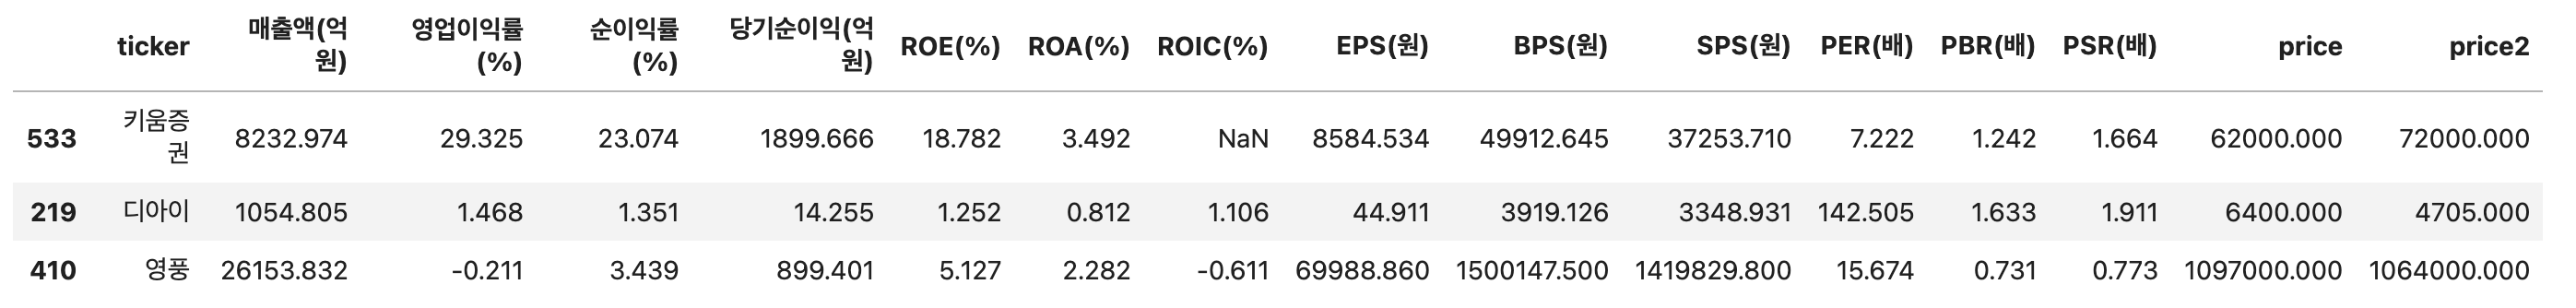 ticker 매출액(억원) 영업이익률(%) 순이익률(%) 당기순이익(억원) ROE(%) ROA(%) ROIC(%) EPS(원) BPS(원) SPS(원) PER(배) PBR(배) PSR(배) price price2
533 키움증권 8232.974 29.325 23.074 1899.666 18.782 3.492 NaN 8584.534 49912.645 37253.710 7.222 1.242 1.664 62000.000 72000.000
219 디아이 1054.805 1.468 1.351 14.255 1.252 0.812 1.106 44.911 3919.126 3348.931 142.505 1.633 1.911 6400.000 4705.000
410 영풍 26153.832 -0.211 3.439 899.401 5.127 2.282 -0.611 69988.860 1500147.500 1419829.800 15.674 0.731 0.773 1097000.000 1064000.000